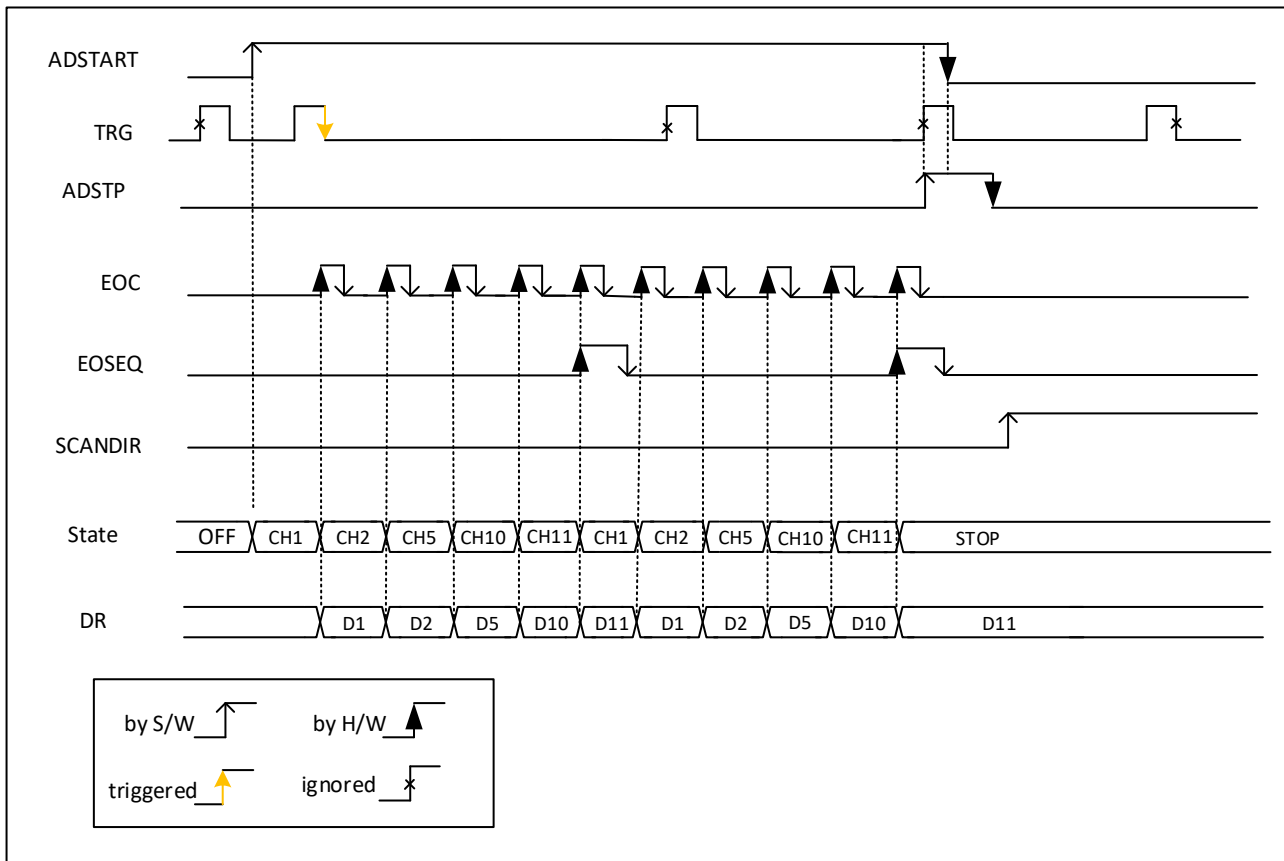 ADSTART
TRG
ADSTP
EOC
EOSEQ
SCANDIR
State OFF CH1 CH2 CH5 CH10 CH11 CH1 CH2 CH5 CH10 CH11 STOP
DR D1 D2 D5 D10 D11 D1 D2 D5 D10 D11
by S/W by H/W
triggered ignored